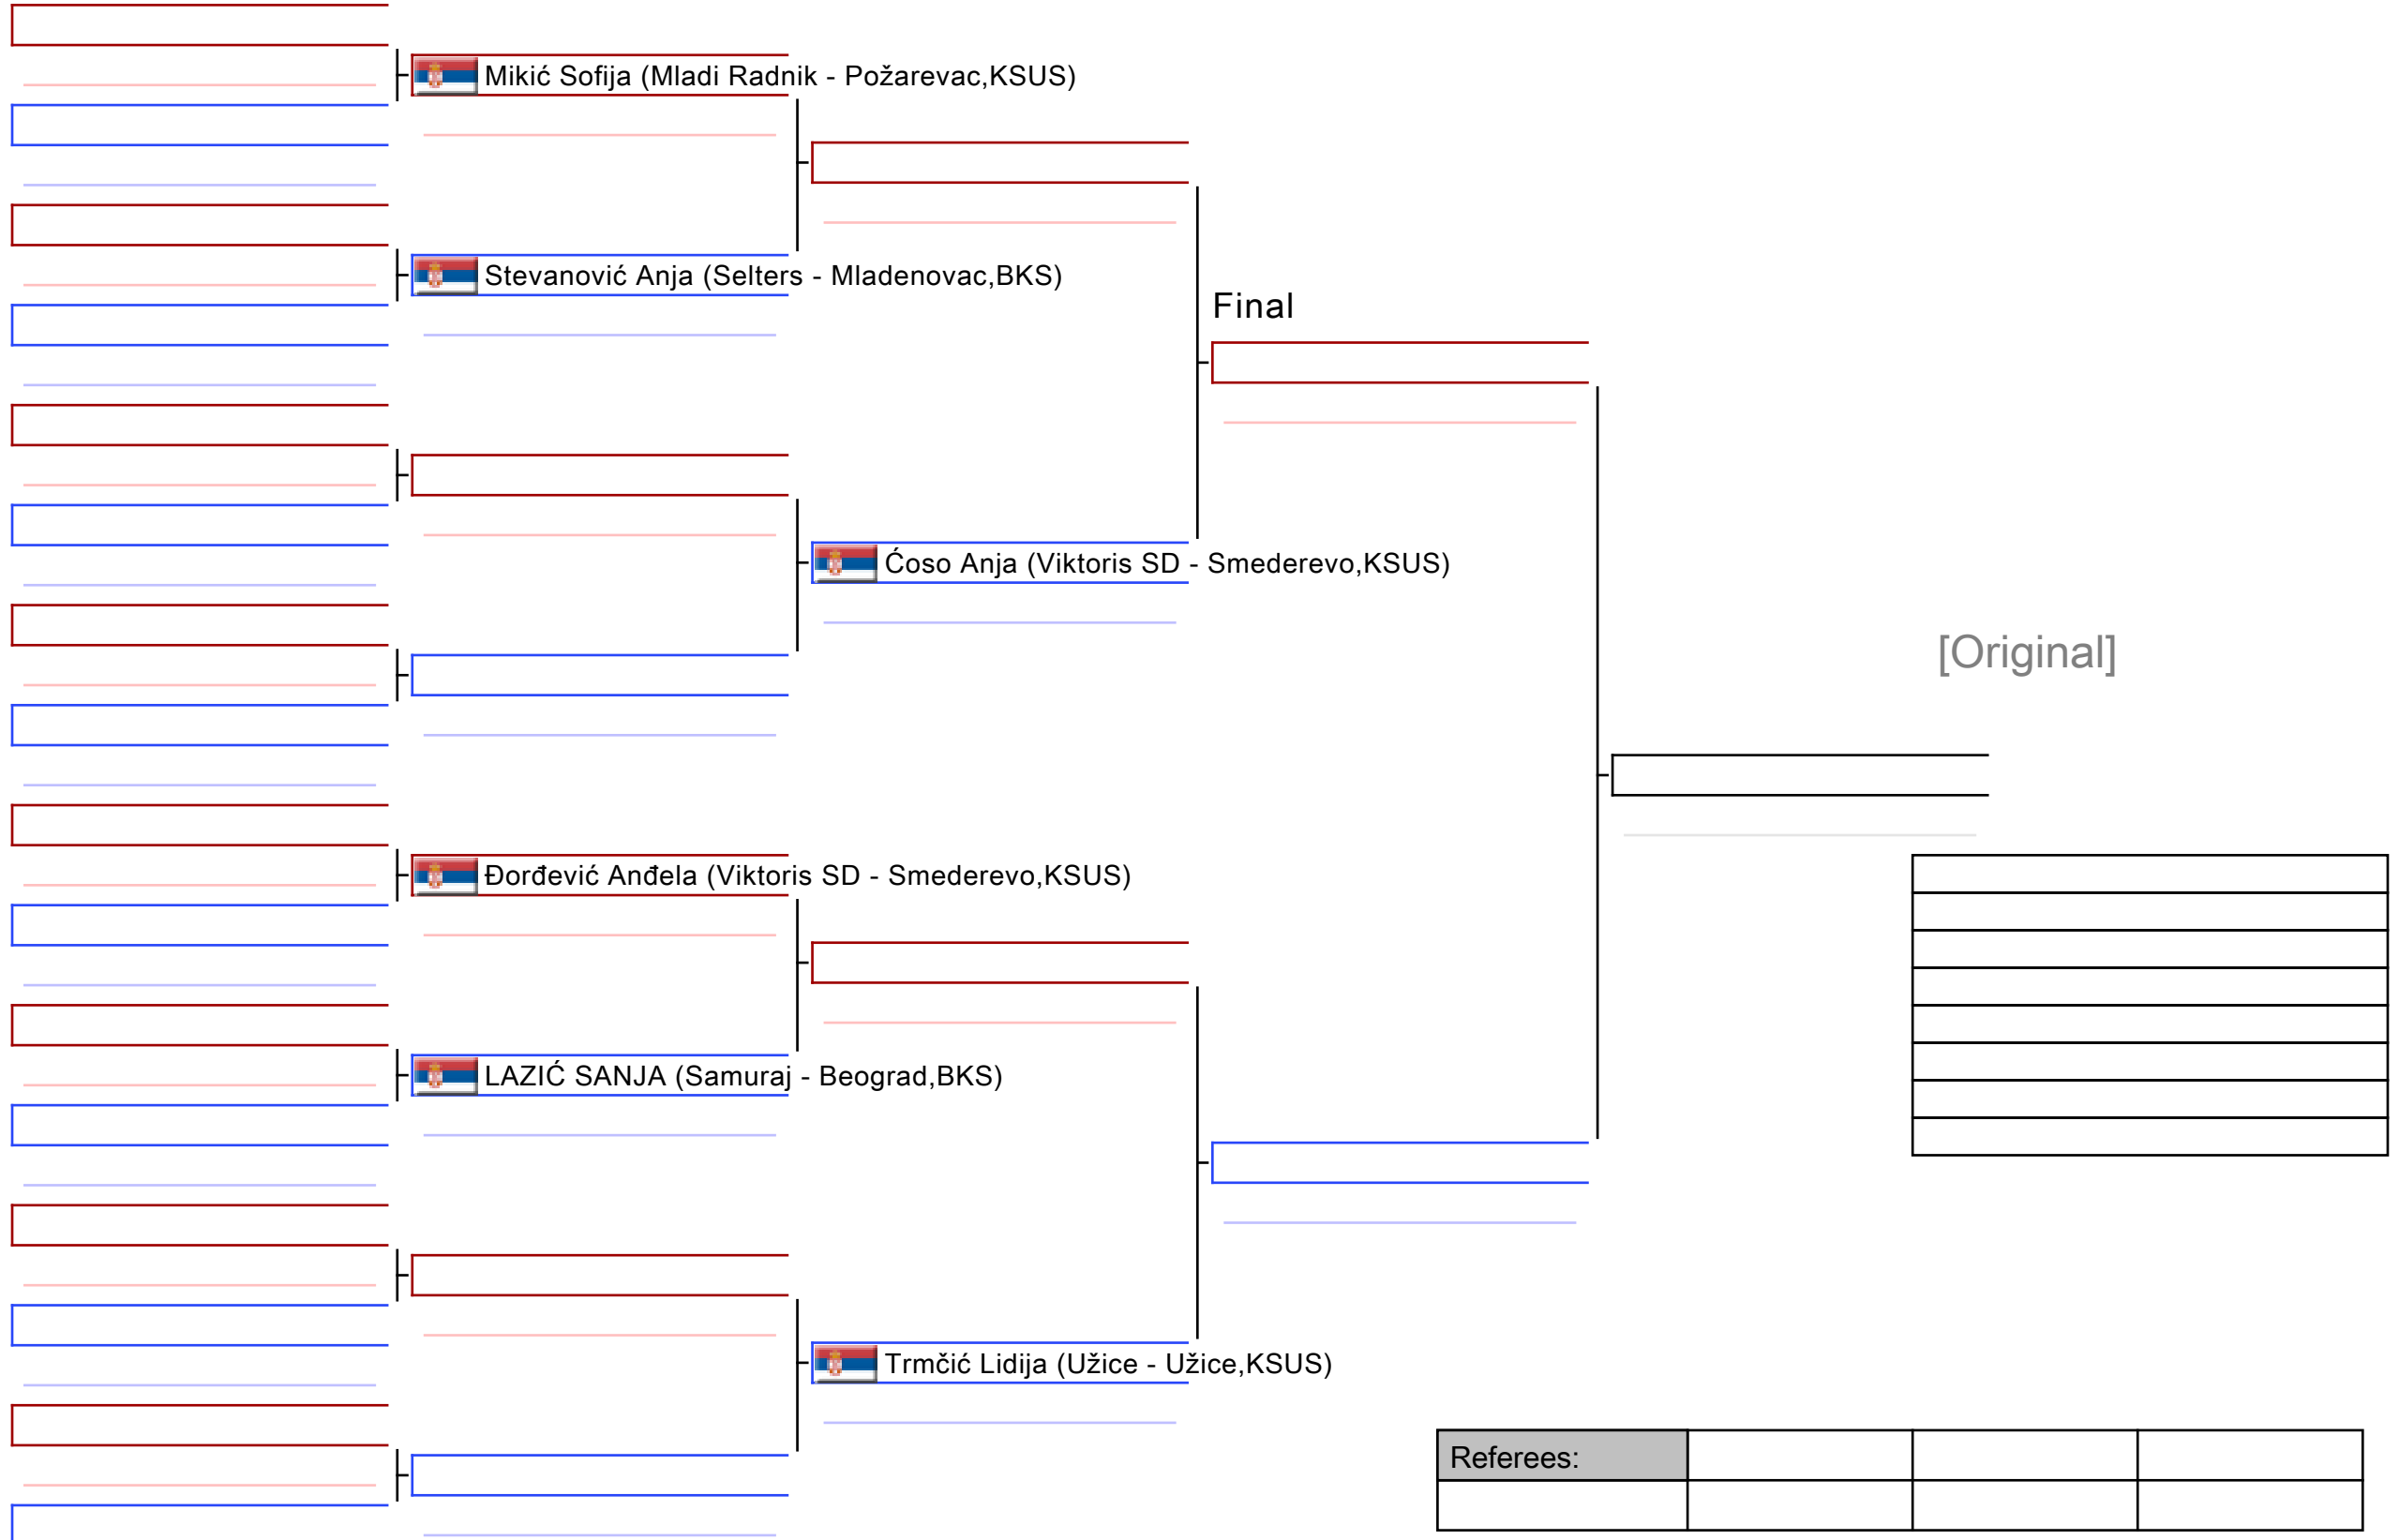 Mikić Sofija (Mladi Radnik - Požarevac,KSUS)
Stevanović Anja (Selters - Mladenovac,BKS)
Final
Ćoso Anja (Viktoris SD - Smederevo,KSUS)
[Original]
Đorđević Anđela (Viktoris SD - Smederevo,KSUS)
LAZIĆ SANJA (Samuraj - Beograd,BKS)
Trmčić Lidija (Užice - Užice,KSUS)
Referees: